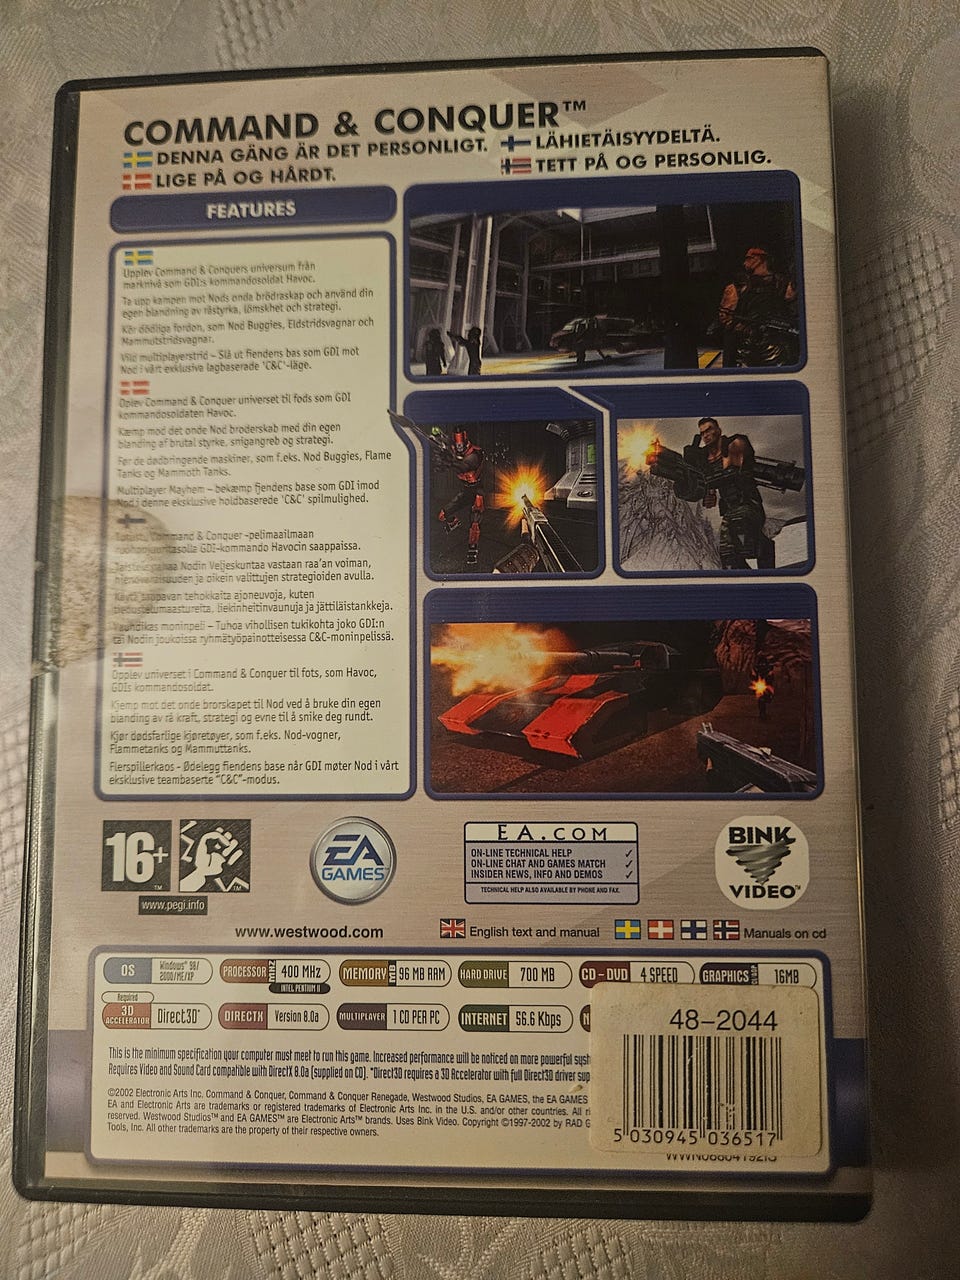 COMMAND & CONQUER™
DENNA GÄNG ÄR DET PERSONLIGT.
LÄHIETÄISYYDELTÄ.
LIGE PÅ OG HÅRDT.
TETT PÅ OG PERSONLIG.
FEATURES
Upplev Command & Conquers universum från
marknivå som GDI:s kommandosoldat Havoc.
Ta upp kampen mot Nods onda brödraskap och använd din
egen blandning av råstyrka, lömskhet och strategi.
Kör dödliga fordon, som Nod Buggies, Eldstridsvagnar och
Mammutstridsvagnar.
Vild multiplayerstrid – Slå ut fiendens bas som GDI mot
Nod i vårt exklusiva lagbaserade 'C&C'-läge.
Oplev Command & Conquer universet til fods som GDI
kommandosoldaten Havoc.
Kæmp mod det onde Nod broderskab med din egen
blanding af brutal styrke, snigangreb og strategi.
Før de dødbringende maskiner, som f.eks. Nod Buggies, Flame
Tanks og Mammoth Tanks.
Multiplayer Mayhem – bekæmp fjendens base som GDI imod
Nod i denne eksklusive holdbaserede 'C&C' spilmulighed.
Tutustu Command & Conquer -pelimaailmaan
ruohonjuuritasolla GDI-kommando Havocin saappaissa.
Taistele pahaa Nodin Veljeskuntaa vastaan raa'an voiman,
hienovaraisuuden ja oikein valittujen strategioiden avulla.
Käytä tappavan tehokkaita ajoneuvoja, kuten
tiedustelumaastureita, liekinheitinvaunuja ja jättiläistankkeja.
Vauhdikas moninpeli – Tuhoa vihollisen tukikohta joko GDI:n
tai Nodin joukoissa ryhmätyöpainotteisessa C&C-moninpelissä.
Opplev universet i Command & Conquer til fots, som Havoc,
GDIs kommandosoldat.
Kjemp mot det onde brorskapet til Nod ved å bruke din egen
blanding av rå kraft, strategi og evne til å snike deg rundt.
Kjør dødsfarlige kjøretøyer, som f.eks. Nod-vogner,
Flammetanks og Mammuttanks.
Flerspillerkaos - Ødelegg fiendens base når GDI møter Nod i vårt
eksklusive teambaserte "C&C"-modus.
16+
www.pegi.info
EA GAMES™
EA.COM
ON-LINE TECHNICAL HELP ✓
ON-LINE CHAT AND GAMES MATCH ✓
INSIDER NEWS, INFO AND DEMOS ✓
TECHNICAL HELP ALSO AVAILABLE BY PHONE AND FAX.
BINK VIDEO™
www.westwood.com
English text and manual
Manuals on cd
OS Windows® 98/2000/ME/XP
PROCESSOR 400 MHz INTEL PENTIUM II
MEMORY 96 MB RAM
HARD DRIVE 700 MB
CD-DVD 4 SPEED
GRAPHICS 16MB
Required 3D ACCELERATOR Direct3D*
DIRECTX Version 8.0a
MULTIPLAYER 1 CD PER PC
INTERNET 56.6 Kbps
This is the minimum specification your computer must meet to run this game. Increased performance will be noticed on more powerful
Requires Video and Sound Card compatible with DirectX 8.0a (supplied on CD). *Direct3D requires a 3D Accelerator with full Direct3D driver
©2002 Electronic Arts Inc. Command & Conquer, Command & Conquer Renegade, Westwood Studios, EA GAMES, the EA GAMES
EA and Electronic Arts are trademarks or registered trademarks of Electronic Arts Inc. in the U.S. and/or other countries. All
reserved. Westwood Studios™ and EA GAMES™ are Electronic Arts™ brands. Uses Bink Video. Copyright ©1997-2002 by RAD
Tools, Inc. All other trademarks are the property of their respective owners.
48-2044
5 030945 036517